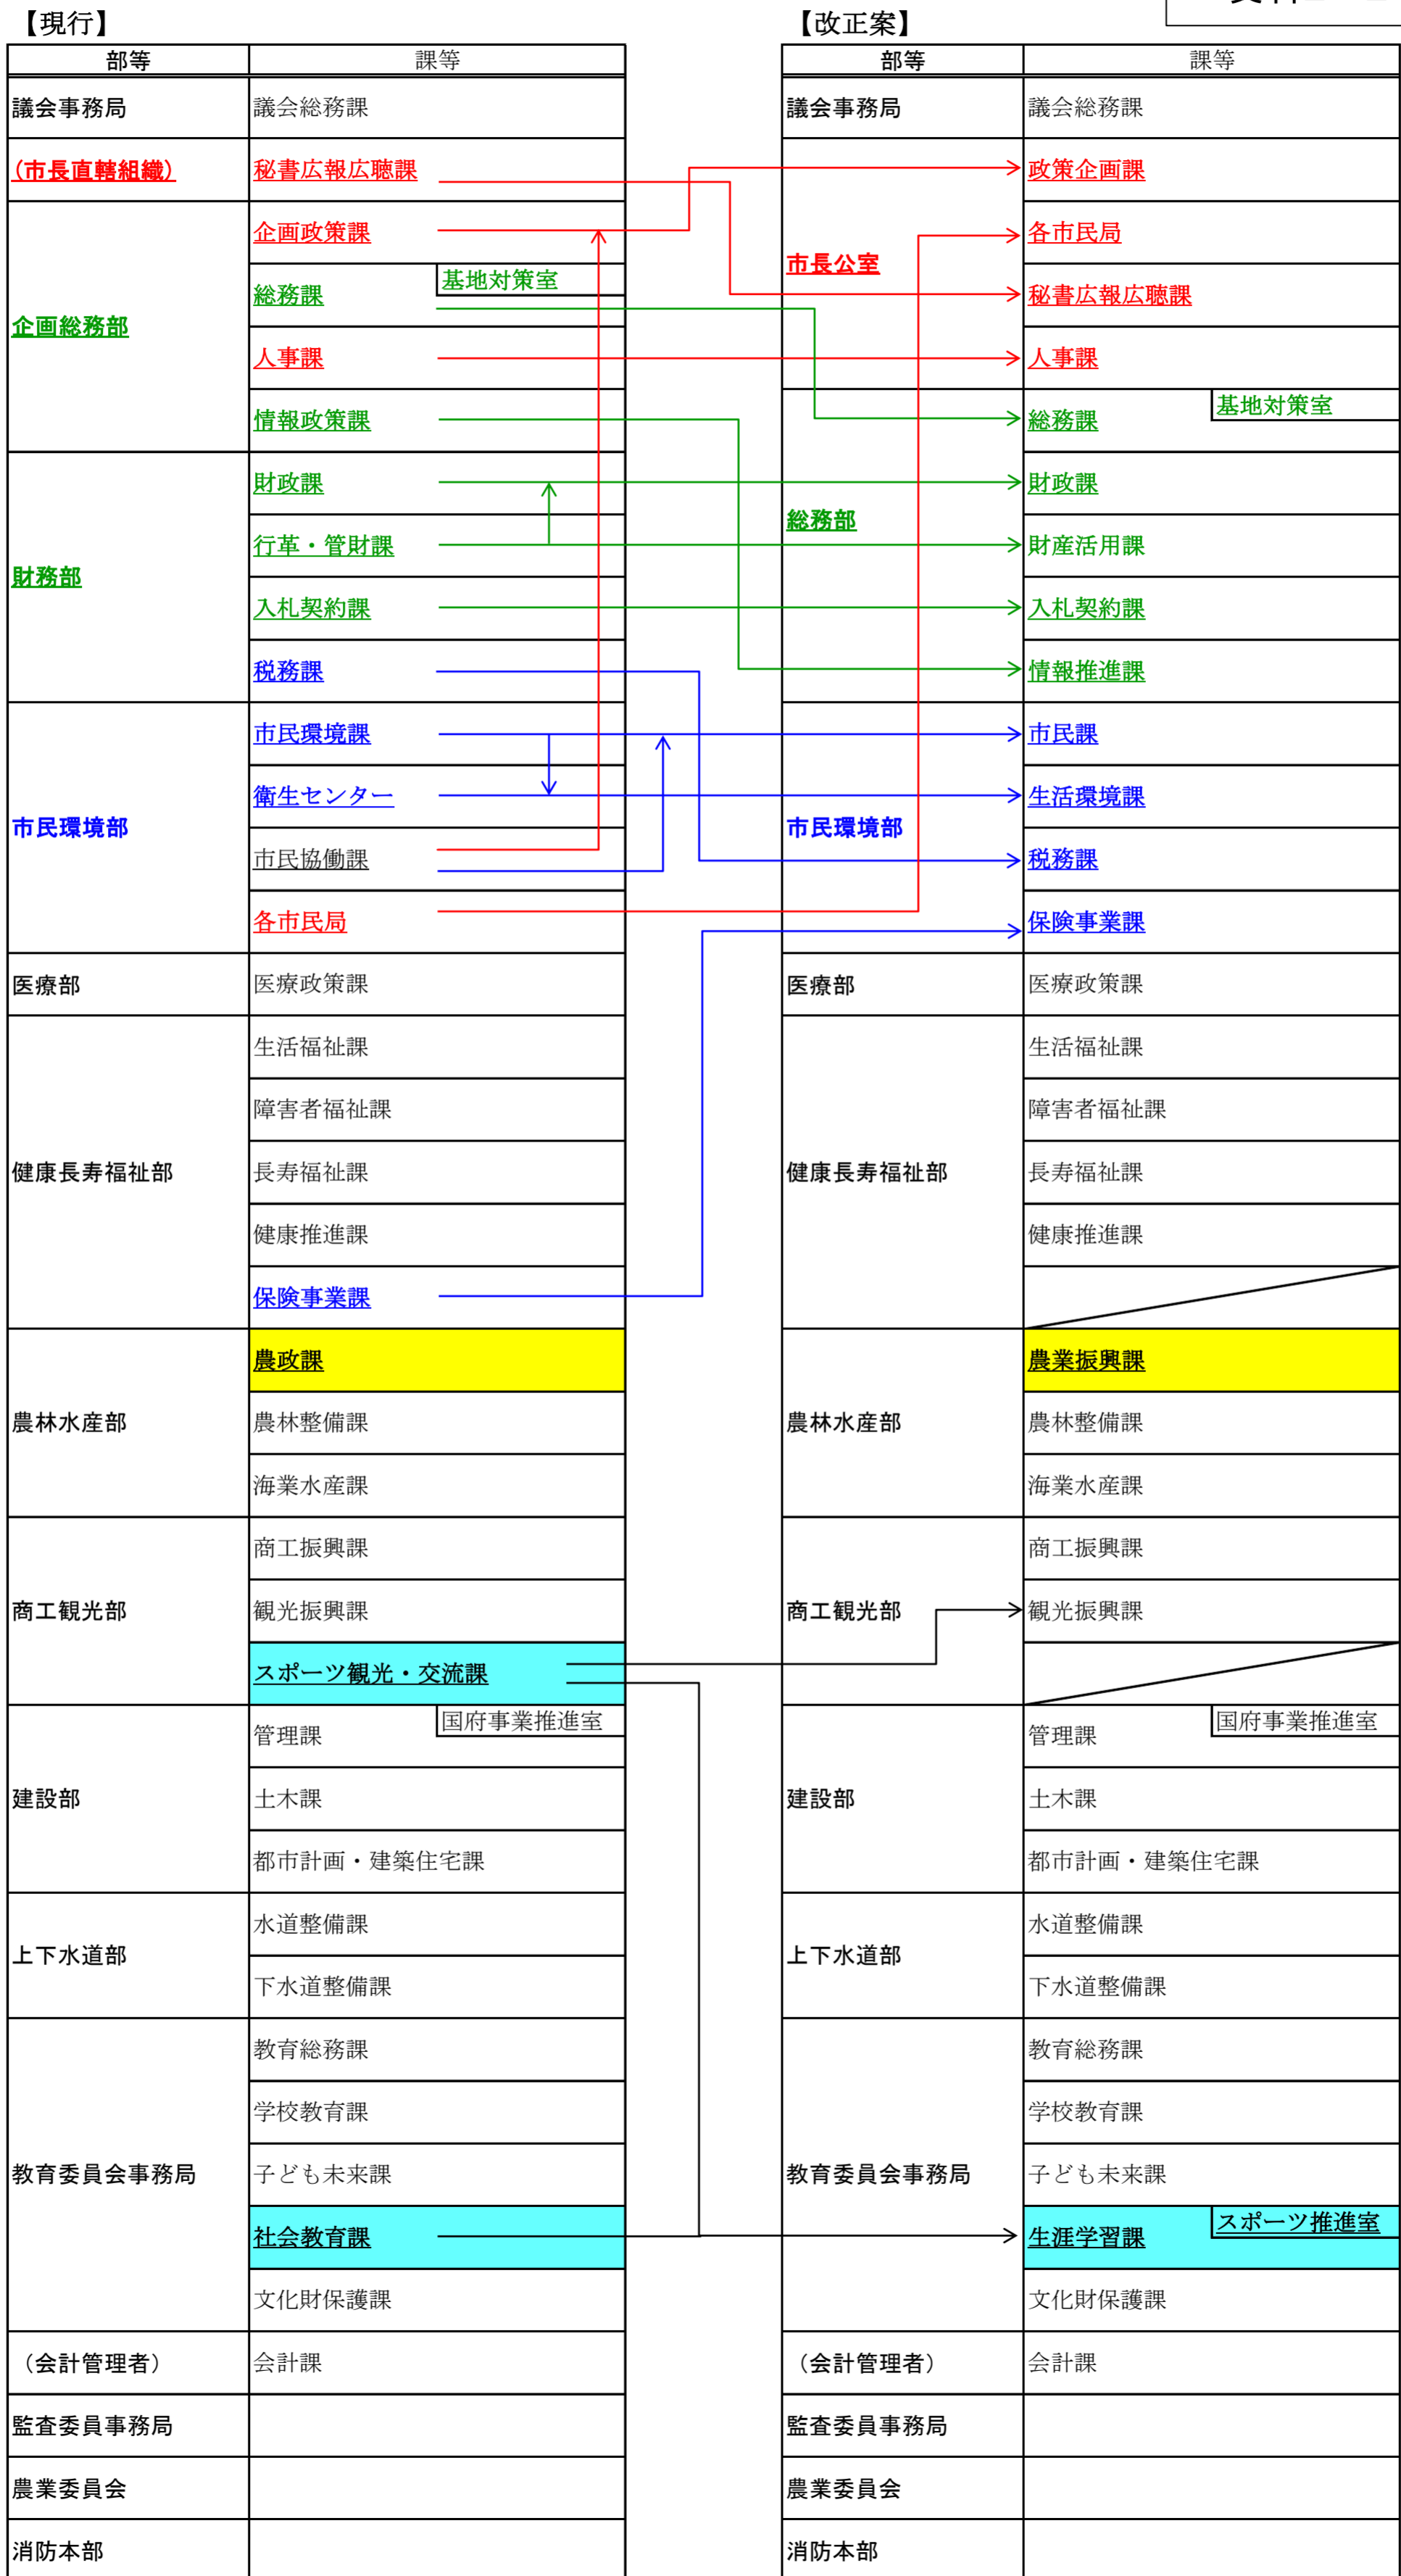 【現行】
部等 課等
議会事務局 議会総務課
(市長直轄組織) 秘書広報広聴課
企画総務部
企画政策課
総務課 基地対策室
人事課
情報政策課
財務部
財政課
行革・管財課
入札契約課
税務課
市民環境部
市民環境課
衛生センター
市民協働課
各市民局
医療部 医療政策課
健康長寿福祉部
生活福祉課
障害者福祉課
長寿福祉課
健康推進課
保険事業課
農林水産部
農政課
農林整備課
海業水産課
商工観光部
商工振興課
観光振興課
スポーツ観光・交流課
建設部
管理課 国府事業推進室
土木課
都市計画・建築住宅課
上下水道部
水道整備課
下水道整備課
教育委員会事務局
教育総務課
学校教育課
子ども未来課
社会教育課
文化財保護課
（会計管理者） 会計課
監査委員事務局
農業委員会
消防本部
【改正案】
部等 課等
議会事務局 議会総務課
市長公室
政策企画課
各市民局
秘書広報広聴課
人事課
総務部
総務課 基地対策室
財政課
財産活用課
入札契約課
情報推進課
市民環境部
市民課
生活環境課
税務課
保険事業課
医療部 医療政策課
健康長寿福祉部
生活福祉課
障害者福祉課
長寿福祉課
健康推進課
農林水産部
農業振興課
農林整備課
海業水産課
商工観光部
商工振興課
観光振興課
建設部
管理課 国府事業推進室
土木課
都市計画・建築住宅課
上下水道部
水道整備課
下水道整備課
教育委員会事務局
教育総務課
学校教育課
子ども未来課
生涯学習課 スポーツ推進室
文化財保護課
（会計管理者） 会計課
監査委員事務局
農業委員会
消防本部